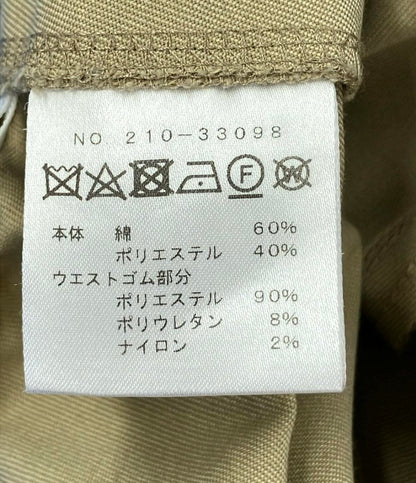 NO 210-33098
F W
本体 綿 60%
ポリエステル 40%
ウエストゴム部分
ポリエステル 90%
ポリウレタン 8%
ナイロン 2%